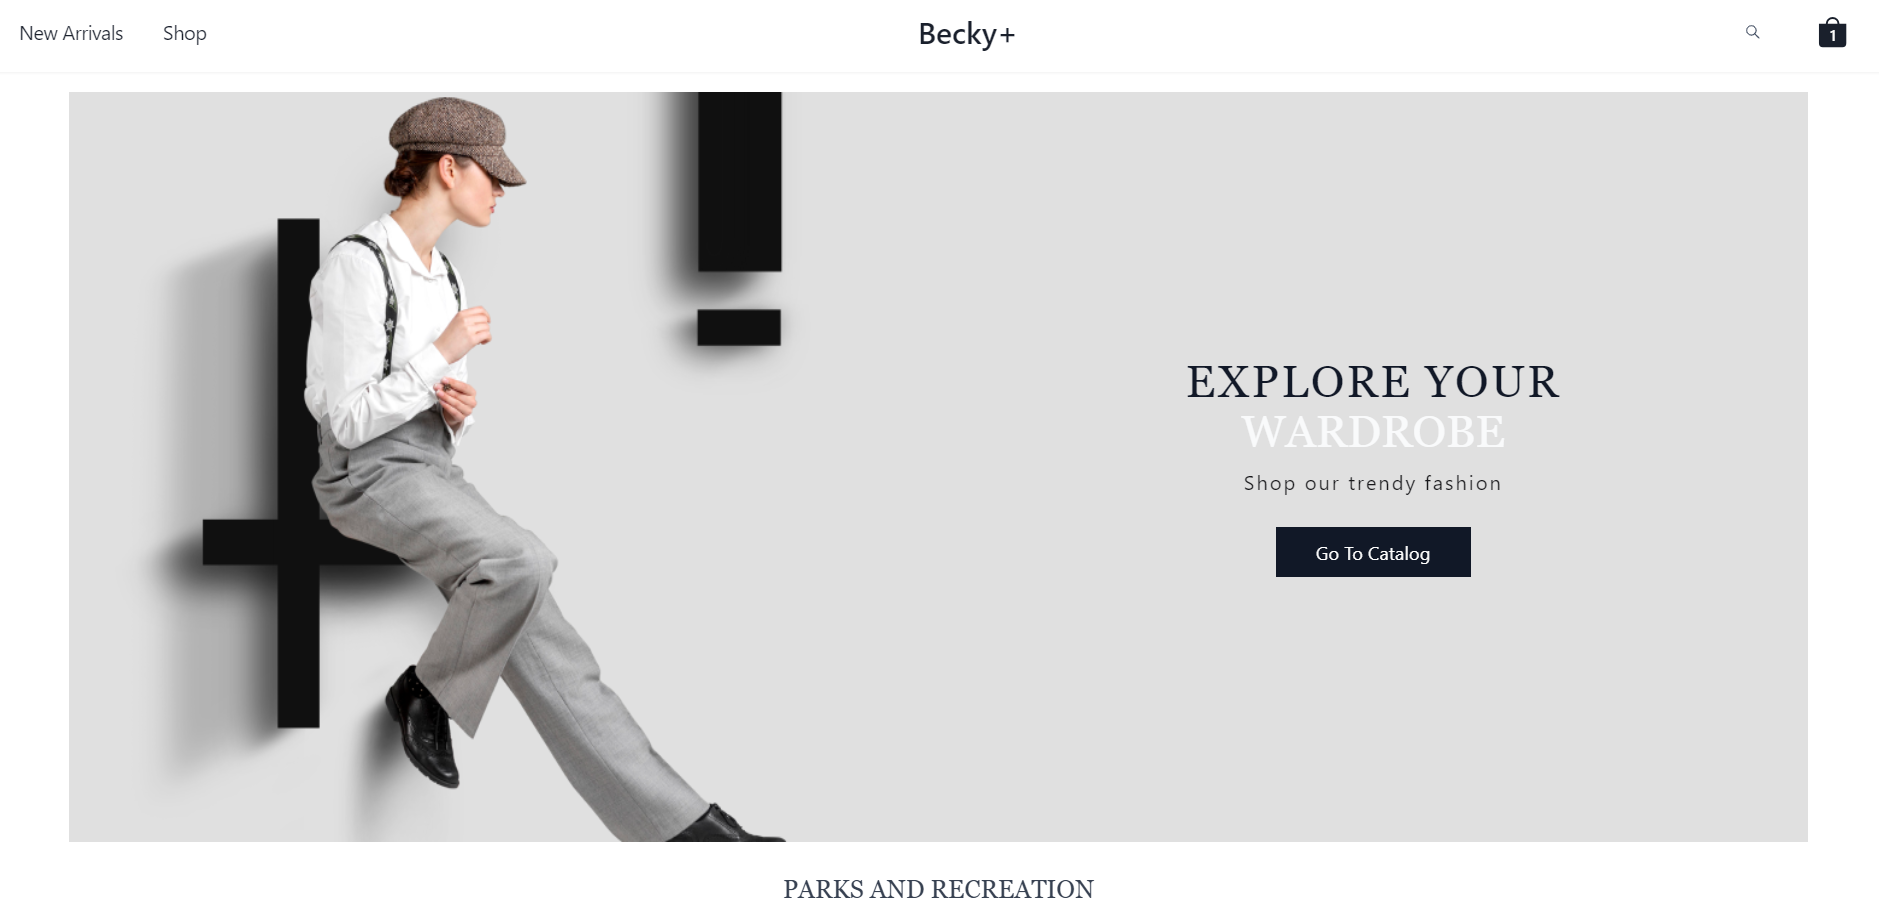 New Arrivals
Shop
Becky+
1
EXPLORE YOUR
WARDROBE
Shop our trendy fashion
Go To Catalog
PARKS AND RECREATION